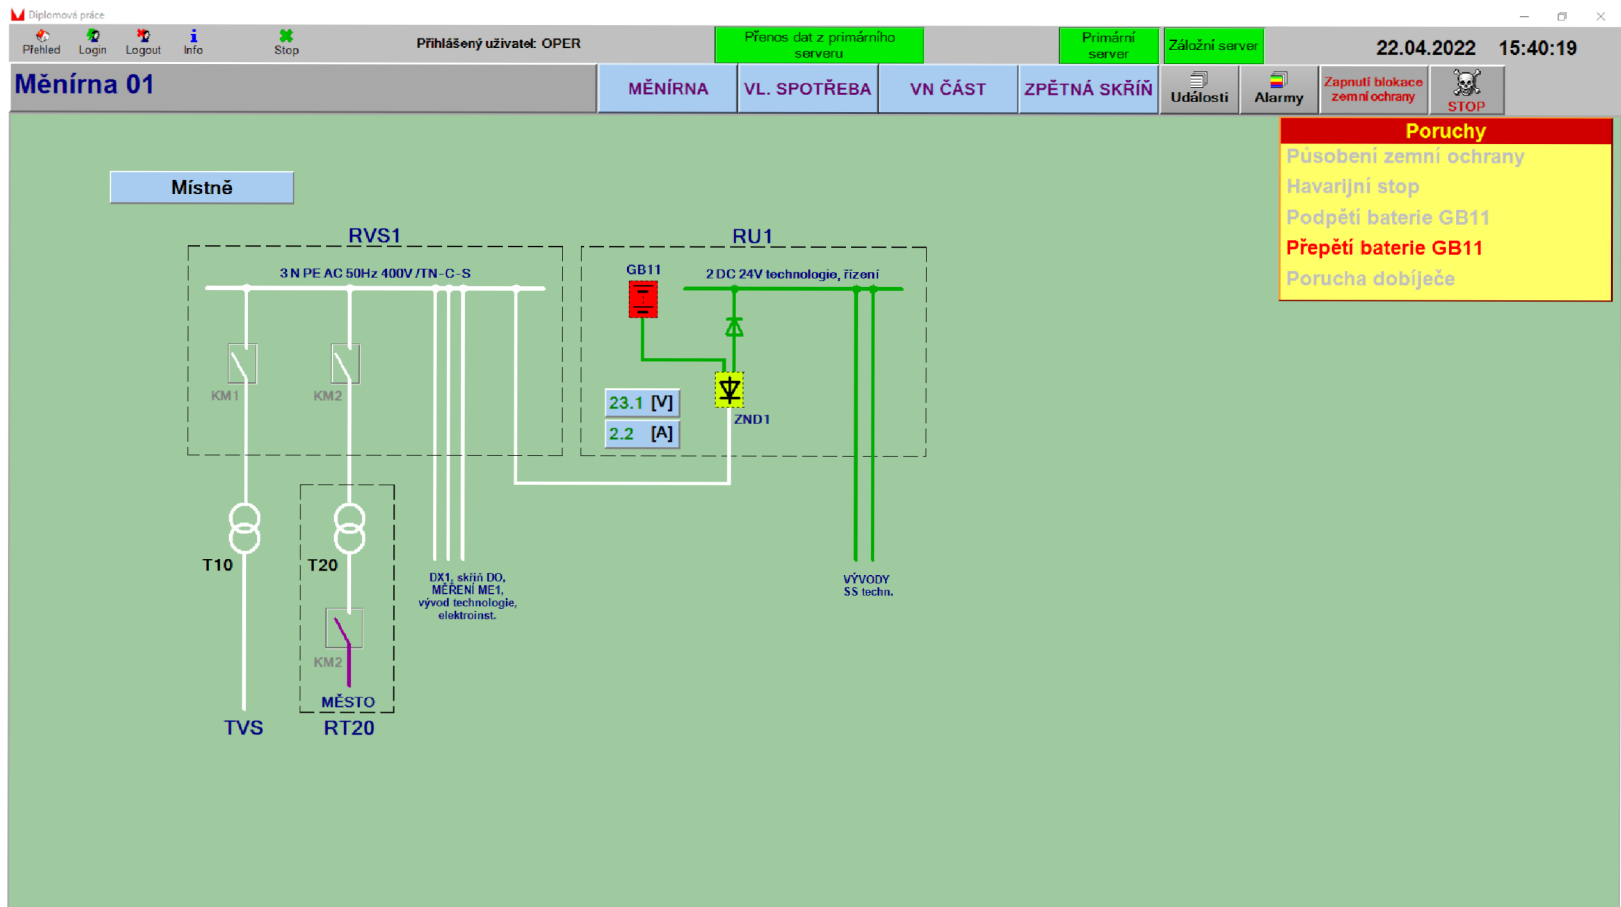 Diplomová práce
Přehled Login Logout Info Stop
Přihlášený uživatel: OPER
Přenos dat z primárního
serveru
Primární
server
Záložní server
22.04.2022 15:40:19
Měnírna 01
MĚNÍRNA
VL. SPOTŘEBA
VN ČÁST
ZPĚTNÁ SKŘÍŇ
Události
Alarmy
Zapnutí blokace
zemní ochrany
STOP
Poruchy
Působení zemní ochrany
Havarijní stop
Podpětí baterie GB11
Přepětí baterie GB11
Porucha dobíječe
Místně
RVS1
RU1
3 N PE AC 50Hz 400V /TN-C-S
GB11
2 DC 24V technologie, řízení
KM1
KM2
23.1 [V]
2.2 [A]
ZND1
T10
T20
DX1, skříň DO,
MĚŘENÍ ME1,
vývod technologie,
elektroinst.
VÝVODY
SS techn.
KM2
MĚSTO
TVS
RT20